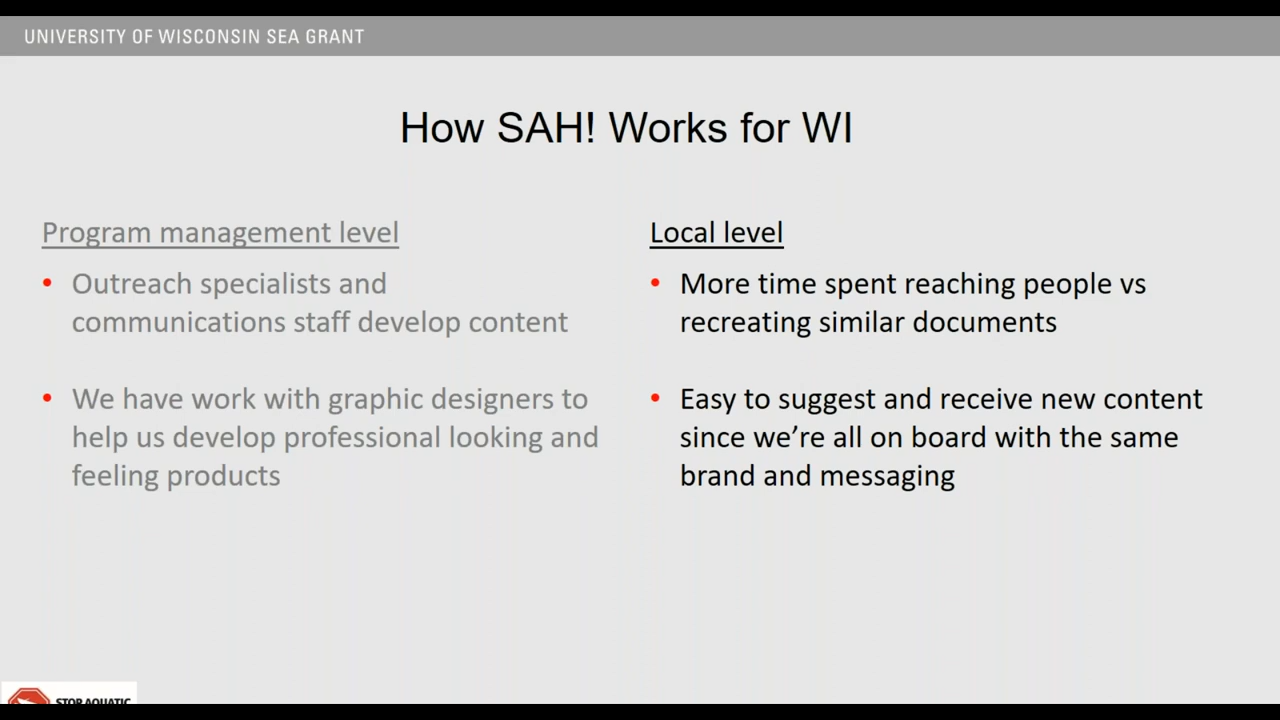 UNIVERSITY OF WISCONSIN SEA GRANT
How SAH! Works for WI
Program management level
• Outreach specialists and
communications staff develop content
• We have work with graphic designers to
help us develop professional looking and
feeling products
Local level
• More time spent reaching people vs
recreating similar documents
• Easy to suggest and receive new content
since we’re all on board with the same
brand and messaging
STOP AQUATIC